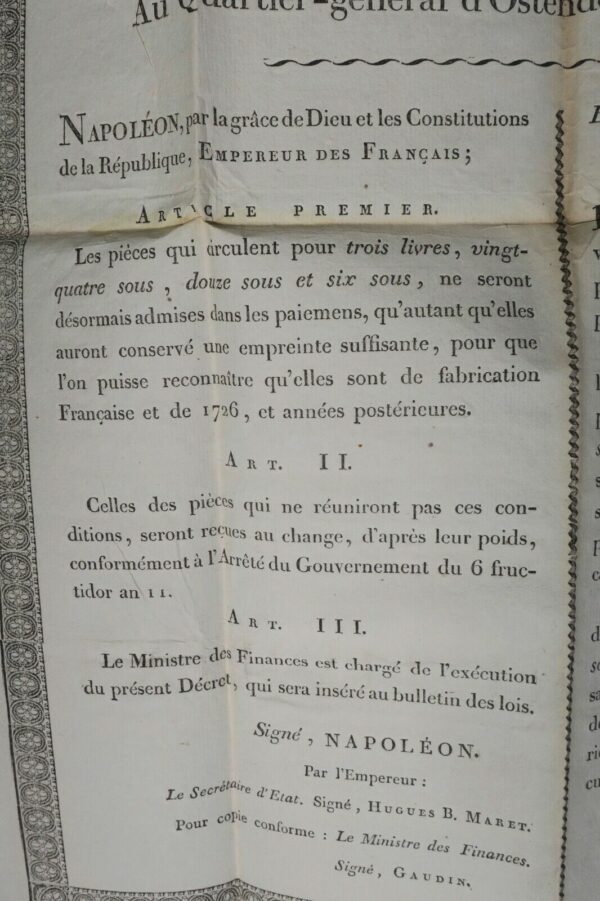 Au Quartier-général d'Ostende
NAPOLÉON, par la grâce de Dieu et les Constitutions
de la République, EMPEREUR DES FRANÇAIS;
ARTICLE PREMIER.
Les pièces qui circulent pour trois livres, vingt-
quatre sous, douze sous et six sous, ne seront
désormais admises dans les paiemens, qu'autant qu'elles
auront conservé une empreinte suffisante, pour que
l'on puisse reconnaître qu'elles sont de fabrication
Française et de 1726, et années postérieures.
ART. II.
Celles des pièces qui ne réuniront pas ces con-
ditions, seront reçues au change, d'après leur poids,
conformément à l'Arrêté du Gouvernement du 6 fruc-
tidor an 11.
ART. III.
Le Ministre des Finances est chargé de l'exécution
du présent Décret, qui sera inséré au bulletin des lois.
Signé, NAPOLÉON.
Par l'Empereur:
Le Secrétaire d'Etat. Signé, HUGUES B. MARET.
Pour copie conforme: Le Ministre des Finances.
Signé, GAUDIN.